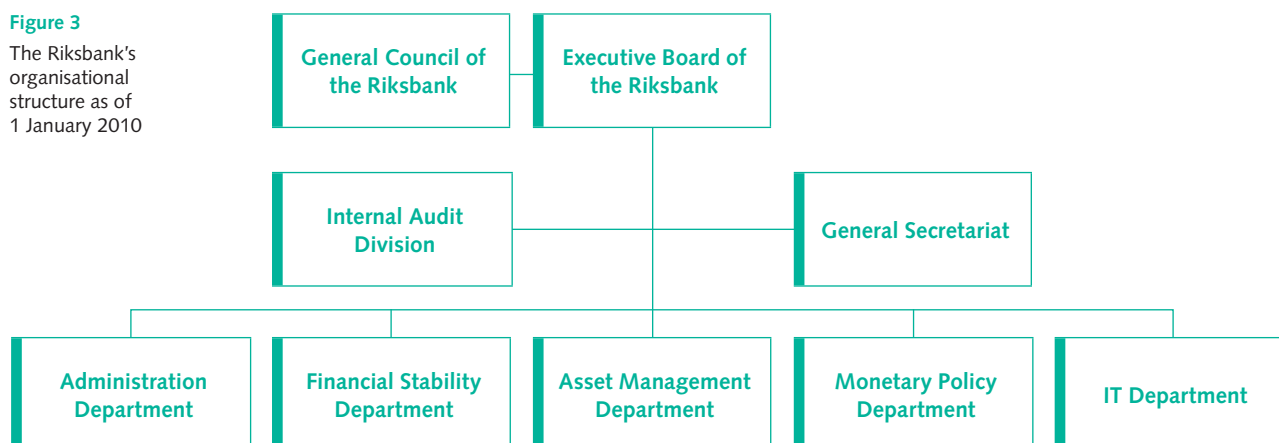 Figure 3
The Riksbank's
organisational
structure as of
1 January 2010
General Council of
the Riksbank
Executive Board of
the Riksbank
Internal Audit
Division
General Secretariat
Administration
Department
Financial Stability
Department
Asset Management
Department
Monetary Policy
Department
IT Department